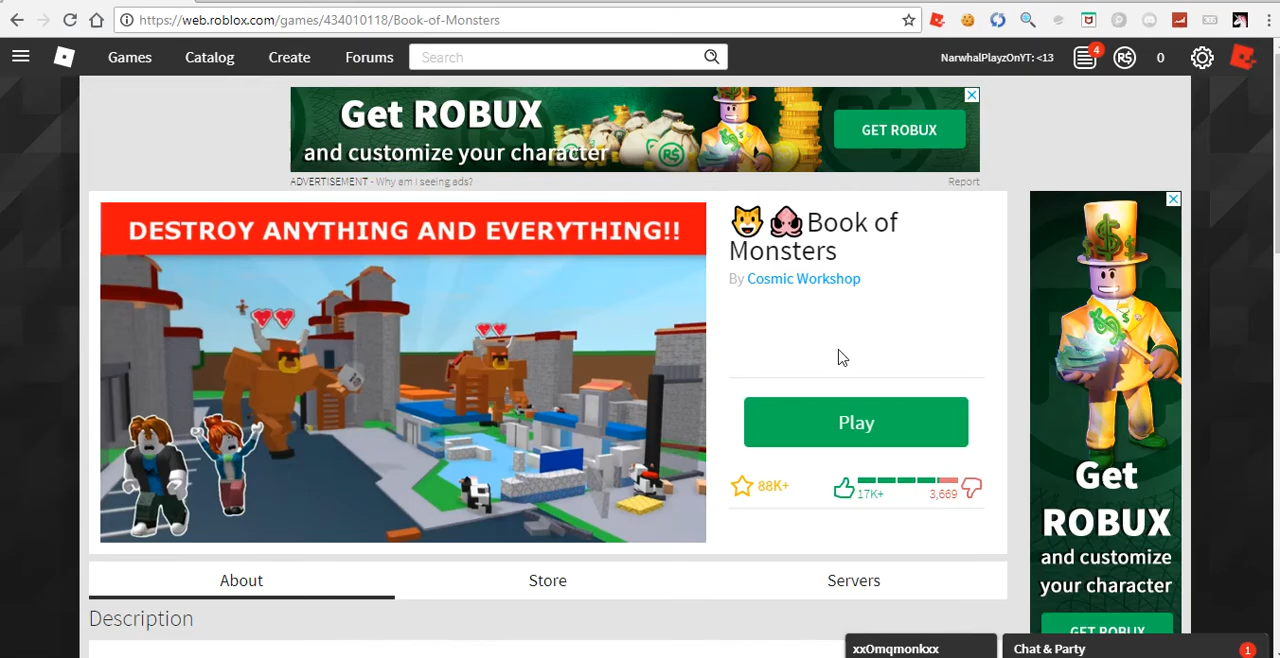 https://web.roblox.com/games/434010118/Book-of-Monsters
Games
Catalog
Create
Forums
Search
NarwhalPlayzOnYT: <13
4
R$
0
Get ROBUX
and customize your character
GET ROBUX
ADVERTISEMENT - Why am I seeing ads?
Report
DESTROY ANYTHING AND EVERYTHING!!
Book of
Monsters
By Cosmic Workshop
Play
88K+
17K+
3,669
Get
ROBUX
and customize
your character
GET ROBUX
About
Store
Servers
Description
xxOmqmonkxx
Chat & Party
1